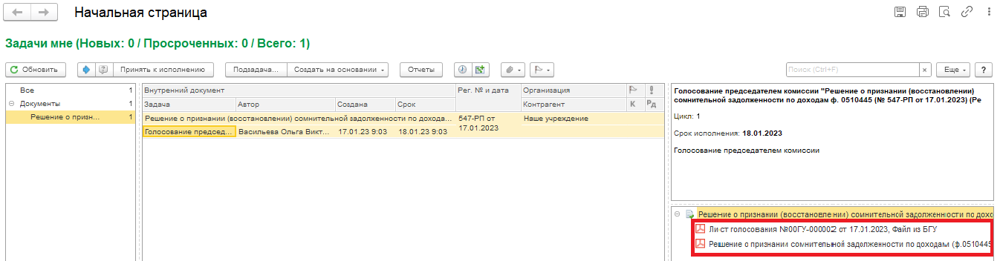 Начальная страница
Задачи мне (Новых: 0 / Просроченных: 0 / Всего: 1)
Обновить Принять к исполнению Подзадача... Создать на основании Отчеты Поиск (Ctrl+F) × Еще ?
Все 1
Документы 1
Решение о призн... 1
Внутренний документ Рег. № и дата Организация
Задача Автор Создана Срок Контрагент К Рд
Решение о признании (восстановлении) сомнительной задолженности по дохода... 547-РП от 17.01.2023 Наше учреждение
Голосование председ... Васильева Ольга Викт... 17.01.23 9:03 18.01.23 9:03
Голосование председателем комиссии "Решение о признании (восстановлении)
сомнительной задолженности по доходам ф. 0510445 (№ 547-РП от 17.01.2023) (Ре
Цикл: 1
Срок исполнения: 18.01.2023
Голосование председателем комиссии
Решение о признании (восстановлении) сомнительной задолженности по дохо
Лист голосования №00ГУ-000002 от 17.01.2023, Файл из БГУ
Решение о признании сомнительной задолженности по доходам (ф.0510445